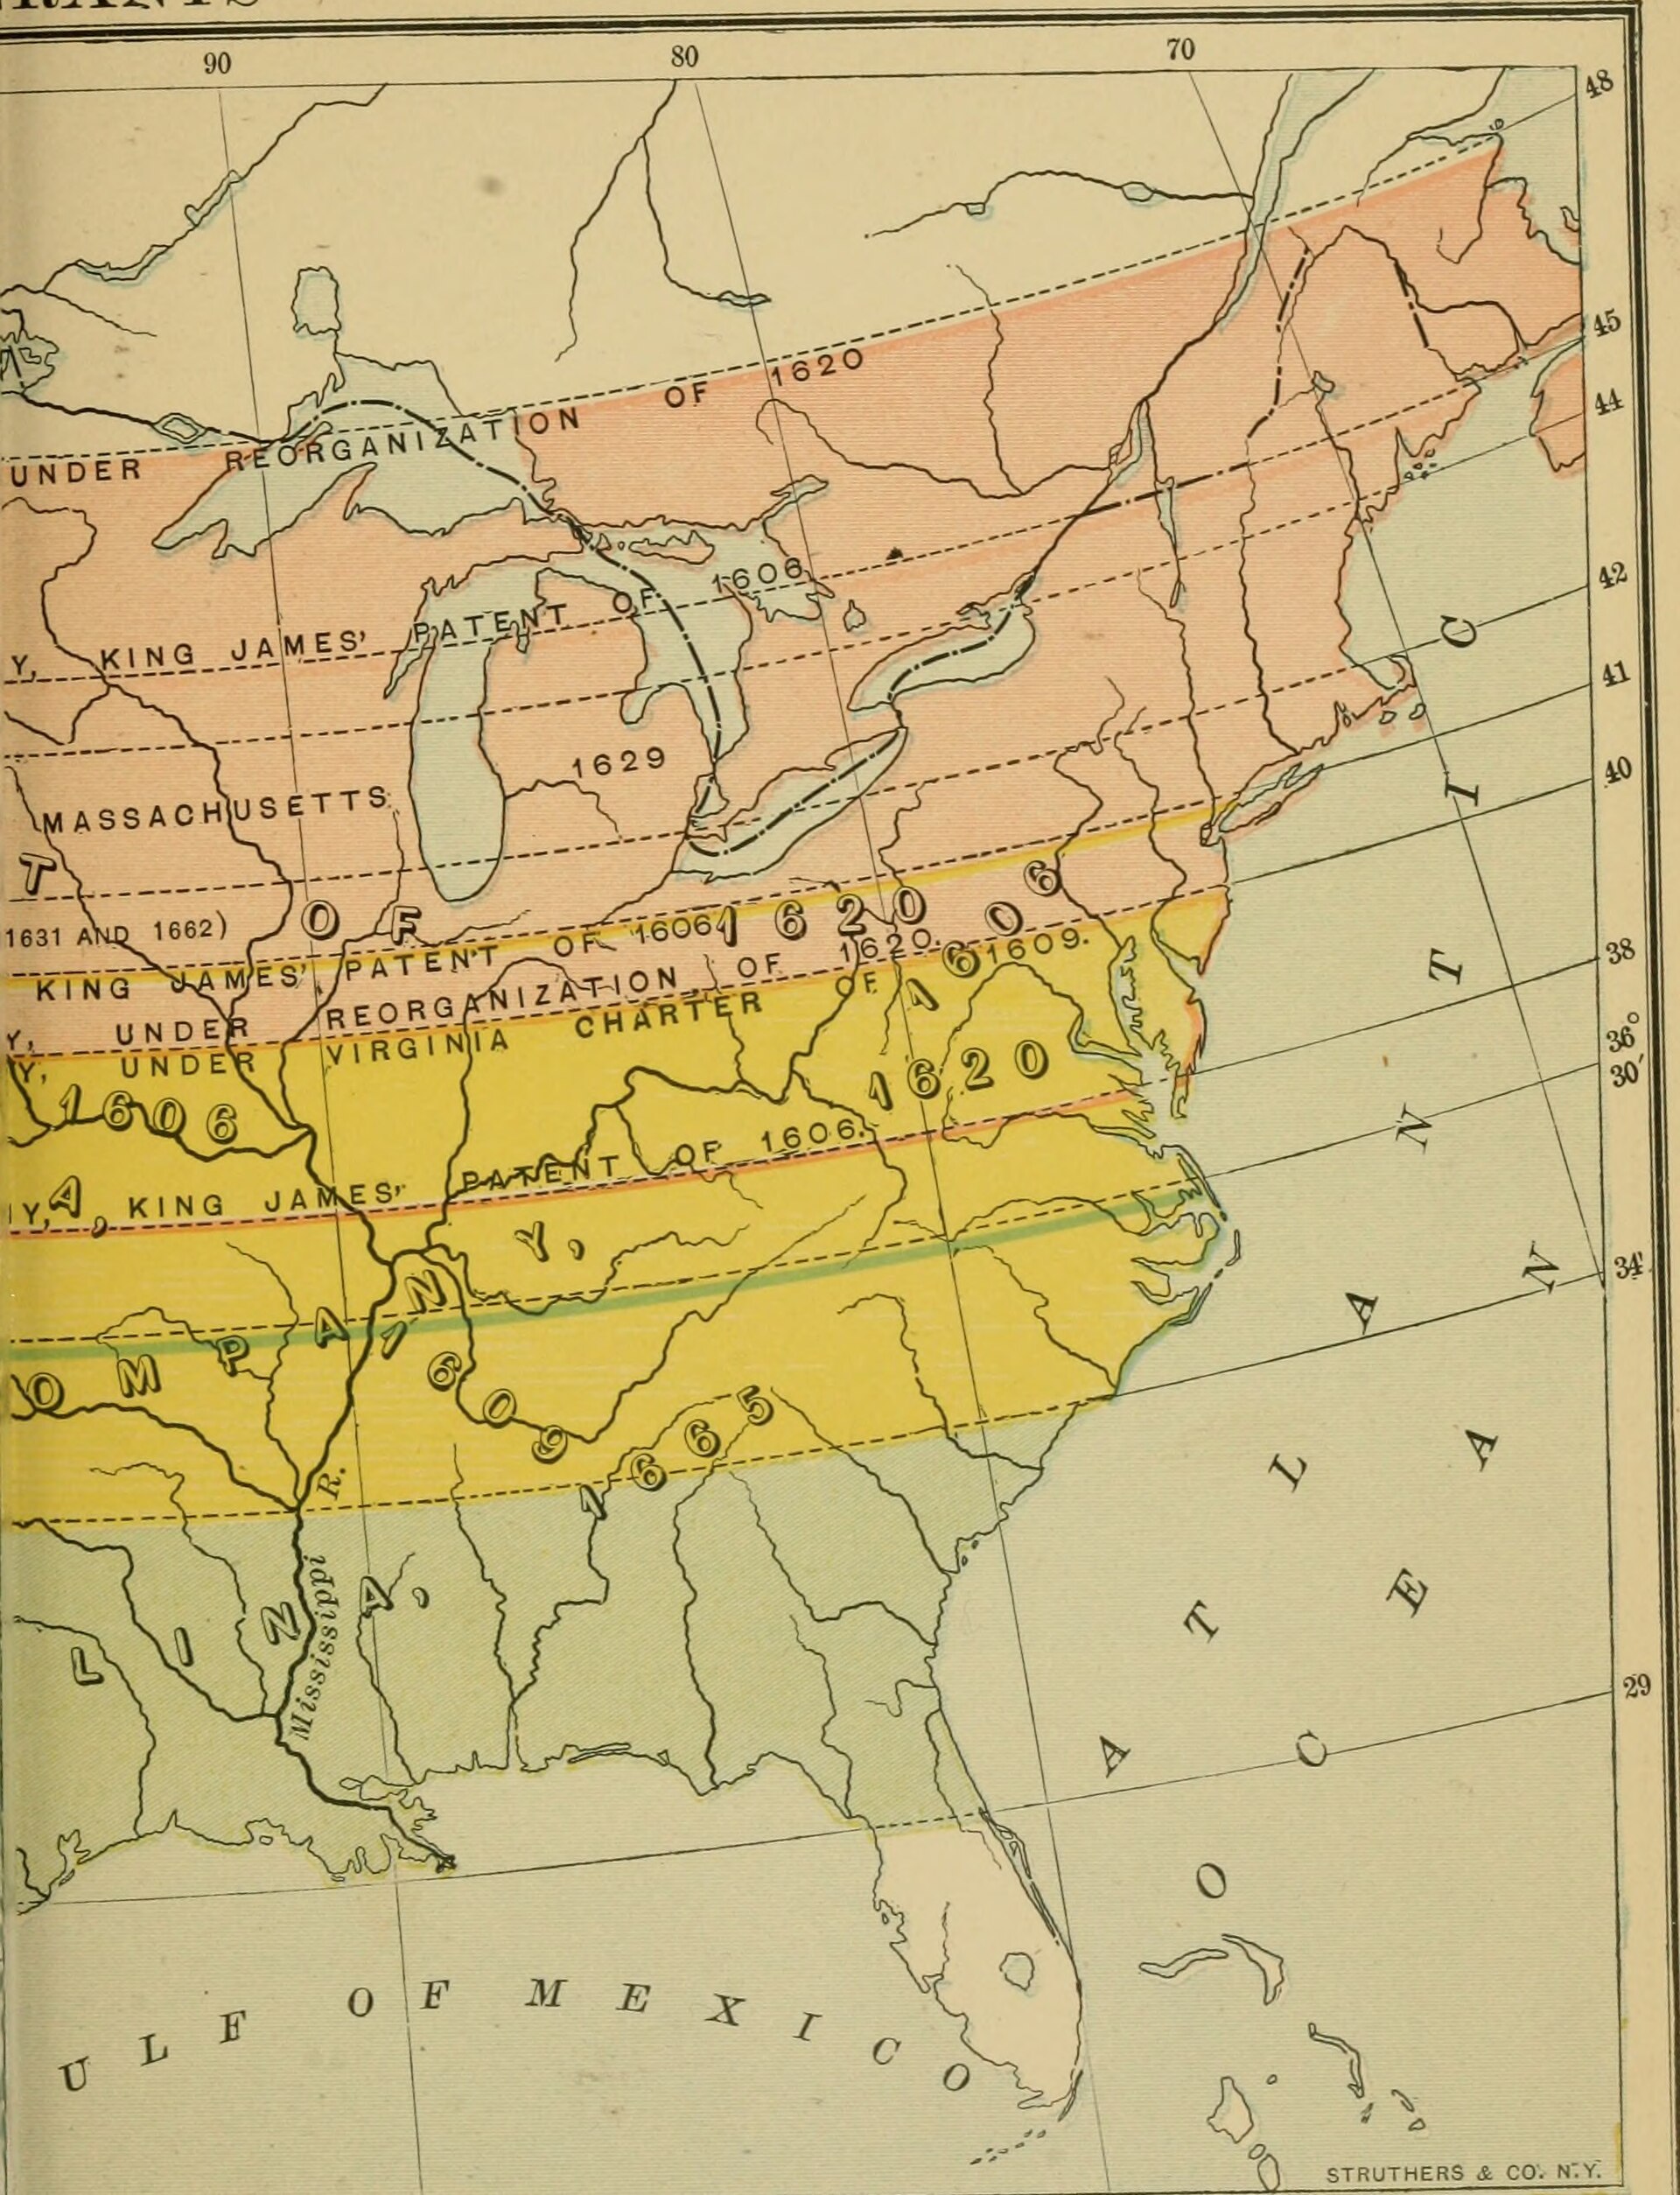 90 80 70
48
45
44
42
41
40
38
36° 30'
34
29
UNDER REORGANIZATION OF 1620
Y, KING JAMES' PATENT OF 1606
MASSACHUSETTS 1629
T OF 1620
1631 AND 1662)
KING JAMES' PATENT OF 1606
Y, UNDER REORGANIZATION OF 1620.
Y, UNDER VIRGINIA CHARTER OF 1609.
1606
1606
1620
Y, A, KING JAMES' PATENT OF 1606.
OMPANY,
1609
LINA, 1665
Mississippi R.
ATLANTIC
OCEAN
ULF OF MEXICO
STRUTHERS & CO. N.Y.